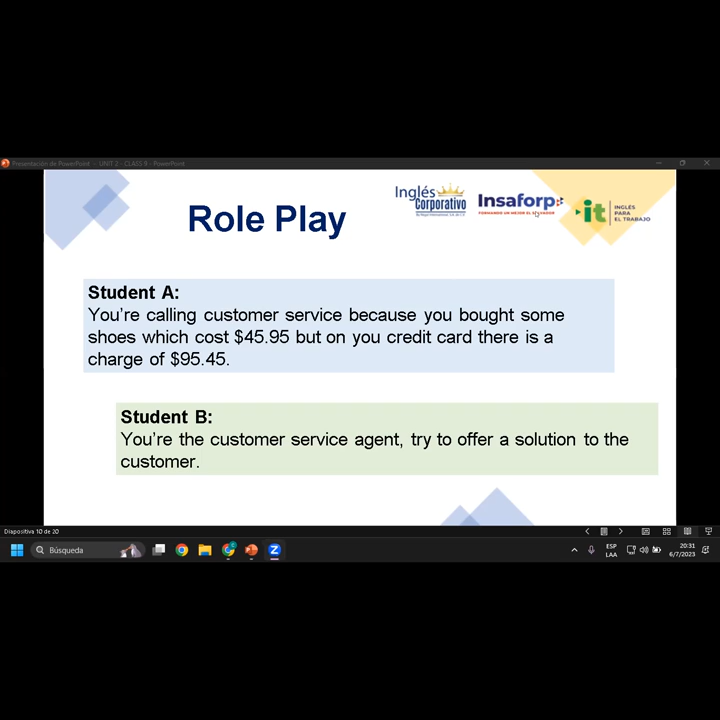 Presentación de PowerPoint - UNIT 2 - CLASS 9 - PowerPoint
Inglés
Corporativo
Insaforp
FORMANDO UN MEJOR EL SALVADOR
it
INGLÉS
PARA
EL TRABAJO
Role Play
Student A:
You're calling customer service because you bought some
shoes which cost $45.95 but on you credit card there is a
charge of $95.45.
Student B:
You're the customer service agent, try to offer a solution to the
customer.
Diapositiva 10 de 20
Búsqueda
ESP
LAA
20:31
6/7/2023